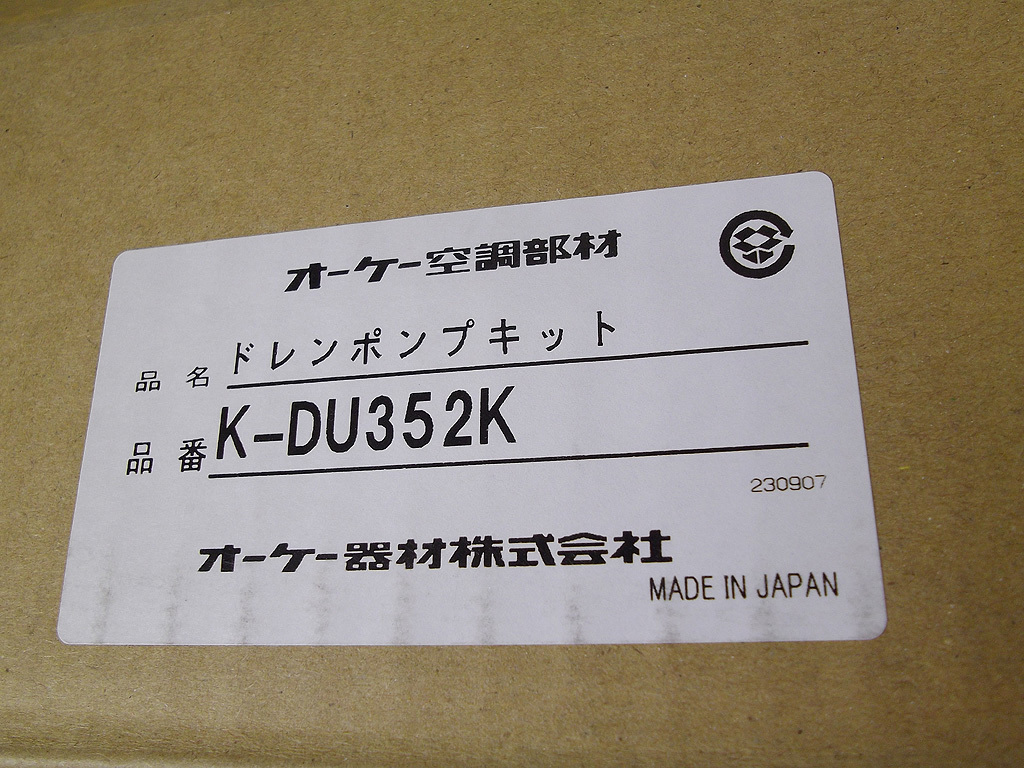 オーケー空調部材
品名 ドレンポンプキット
品番 K-DU352K
230907
オーケー器材株式会社
MADE IN JAPAN